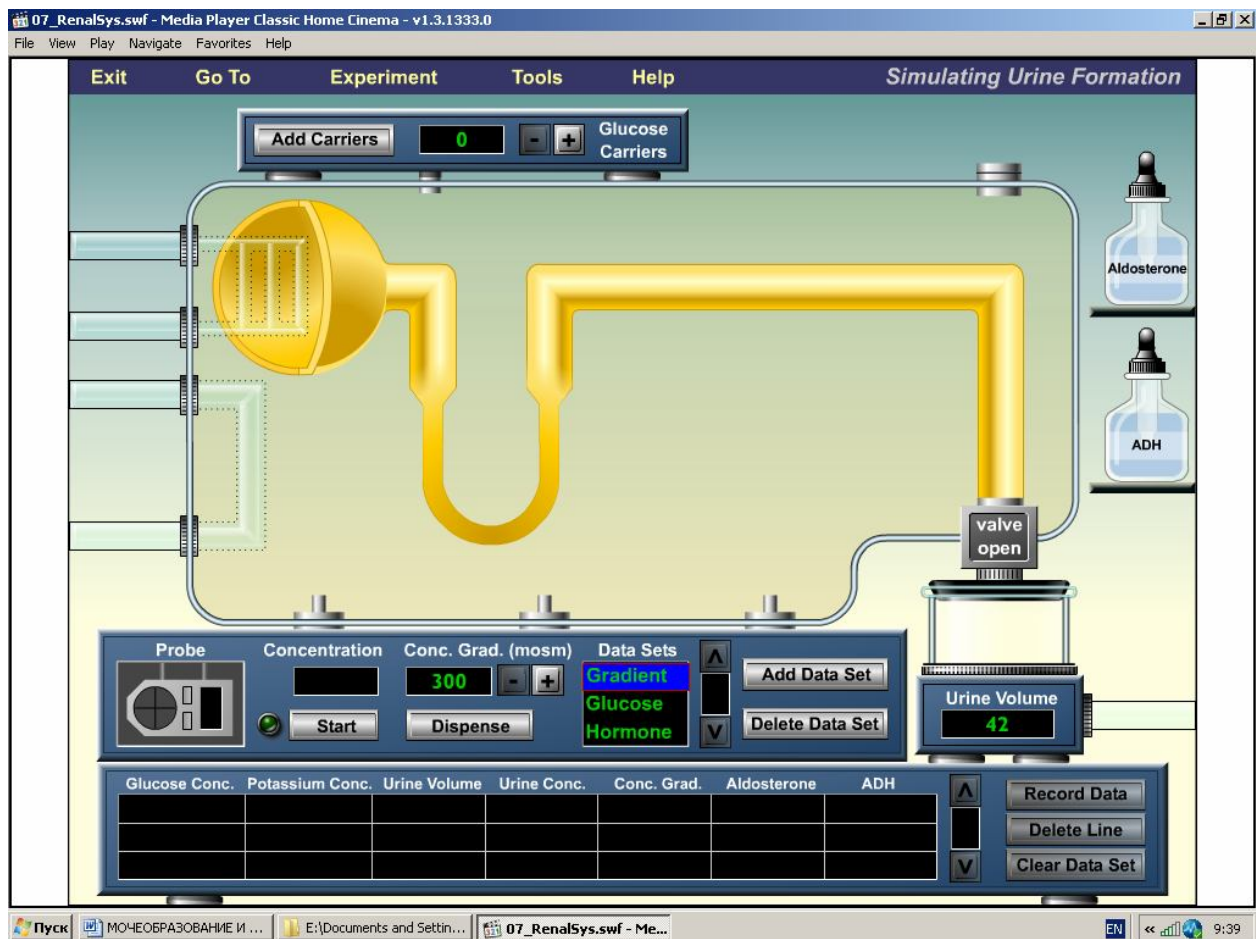 07_RenalSys.swf - Media Player Classic Home Cinema - v1.3.1333.0
File View Play Navigate Favorites Help
Exit Go To Experiment Tools Help Simulating Urine Formation
Add Carriers 0 - + Glucose
Carriers
Aldosterone
ADH
valve
open
Probe Concentration Conc. Grad. (mosm) Data Sets
300 - +
Start Dispense
Gradient
Glucose
Hormone
Add Data Set
Delete Data Set
Urine Volume
42
Glucose Conc. Potassium Conc. Urine Volume Urine Conc. Conc. Grad. Aldosterone ADH
Record Data
Delete Line
Clear Data Set
Пуск МОЧЕОБРАЗОВАНИЕ И ... E:\Documents and Settin... 07_RenalSys.swf - Me... EN « 9:39